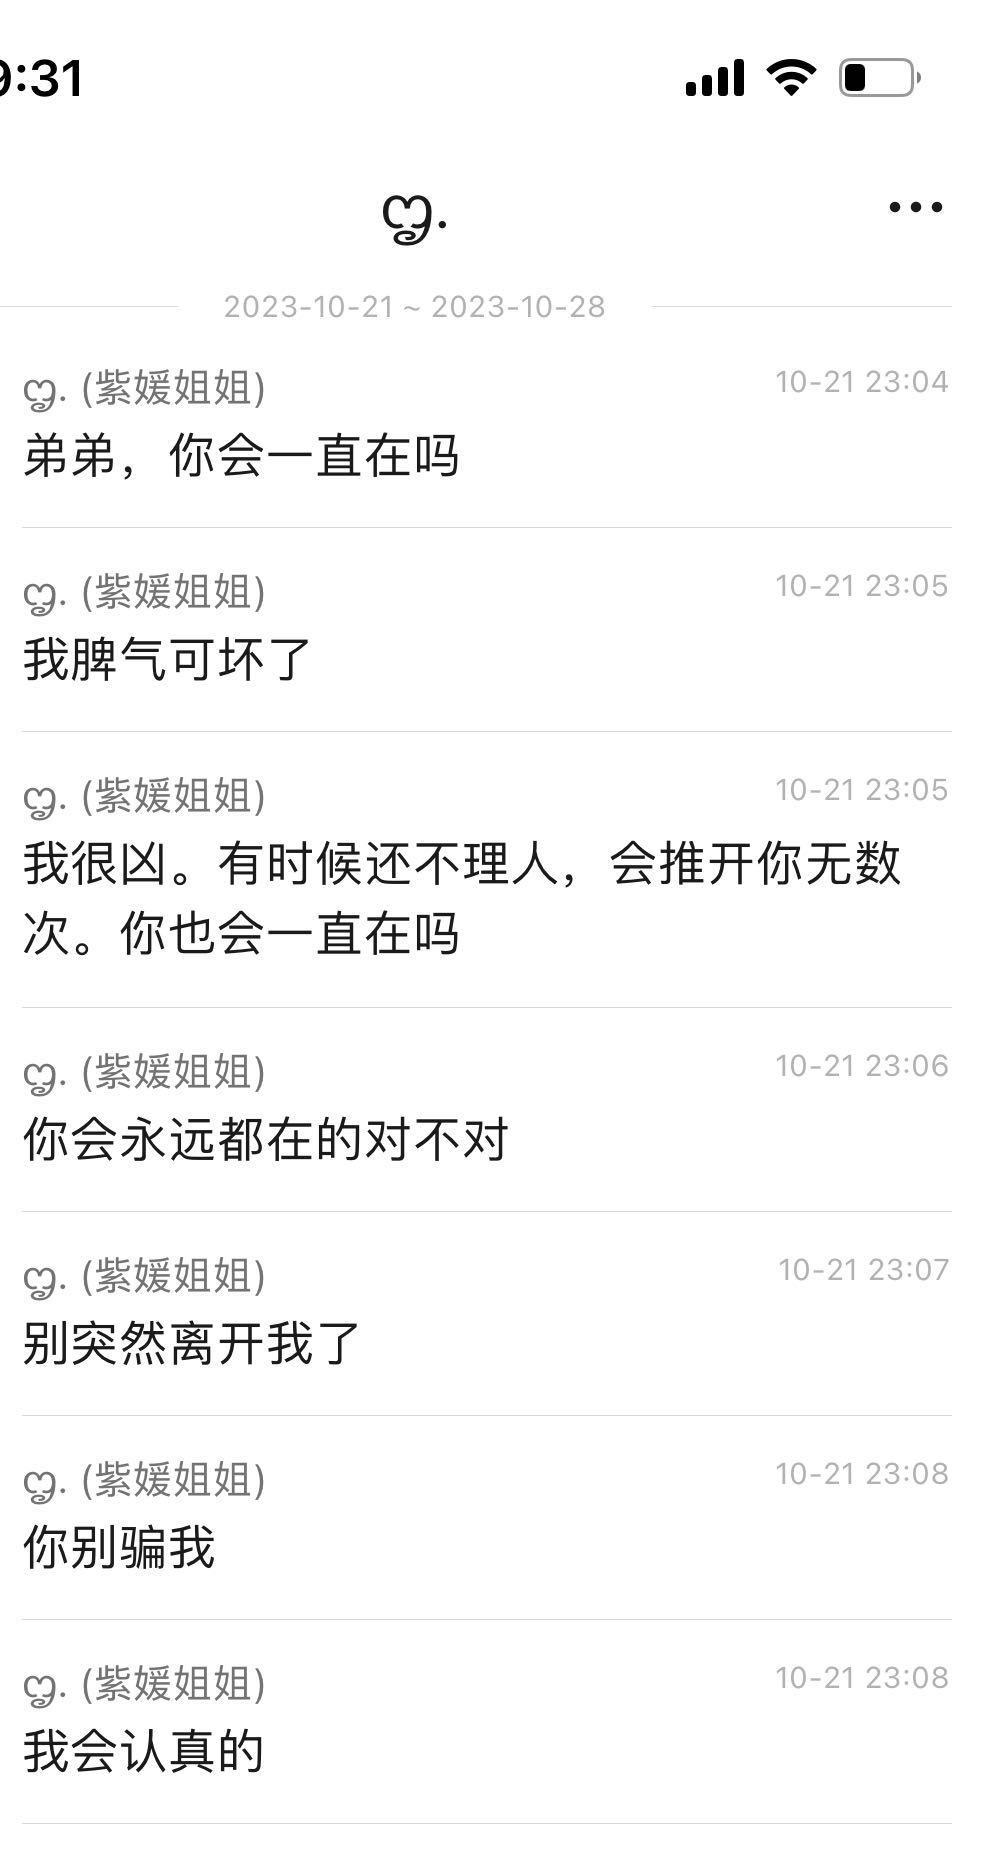 9:31
ღ.
2023-10-21 ~ 2023-10-28
ღ. (紫媛姐姐) 10-21 23:04
弟弟，你会一直在吗
ღ. (紫媛姐姐) 10-21 23:05
我脾气可坏了
ღ. (紫媛姐姐) 10-21 23:05
我很凶。有时候还不理人，会推开你无数
次。你也会一直在吗
ღ. (紫媛姐姐) 10-21 23:06
你会永远都在的对不对
ღ. (紫媛姐姐) 10-21 23:07
别突然离开我了
ღ. (紫媛姐姐) 10-21 23:08
你别骗我
ღ. (紫媛姐姐) 10-21 23:08
我会认真的